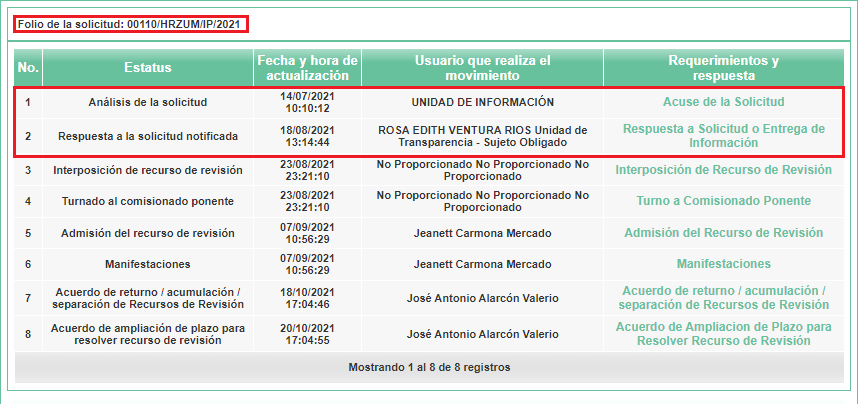 Folio de la solicitud: 00110/HRZUM/IP/2021
No. Estatus Fecha y hora de actualización Usuario que realiza el movimiento Requerimientos y respuesta
1 Análisis de la solicitud 14/07/2021 10:10:12 UNIDAD DE INFORMACIÓN Acuse de la Solicitud
2 Respuesta a la solicitud notificada 18/08/2021 13:14:44 ROSA EDITH VENTURA RIOS Unidad de Transparencia - Sujeto Obligado Respuesta a Solicitud o Entrega de Información
3 Interposición de recurso de revisión 23/08/2021 23:21:10 No Proporcionado No Proporcionado No Proporcionado Interposición de Recurso de Revisión
4 Turnado al comisionado ponente 23/08/2021 23:21:10 No Proporcionado No Proporcionado No Proporcionado Turno a Comisionado Ponente
5 Admisión del recurso de revisión 07/09/2021 10:56:29 Jeanett Carmona Mercado Admisión del Recurso de Revisión
6 Manifestaciones 07/09/2021 10:56:29 Jeanett Carmona Mercado Manifestaciones
7 Acuerdo de returno / acumulación / separación de Recursos de Revisión 18/10/2021 17:04:46 José Antonio Alarcón Valerio Acuerdo de returno / acumulación / separación de Recursos de Revisión
8 Acuerdo de ampliación de plazo para resolver recurso de revisión 20/10/2021 17:04:55 José Antonio Alarcón Valerio Acuerdo de Ampliacion de Plazo para Resolver Recurso de Revisión
Mostrando 1 al 8 de 8 registros